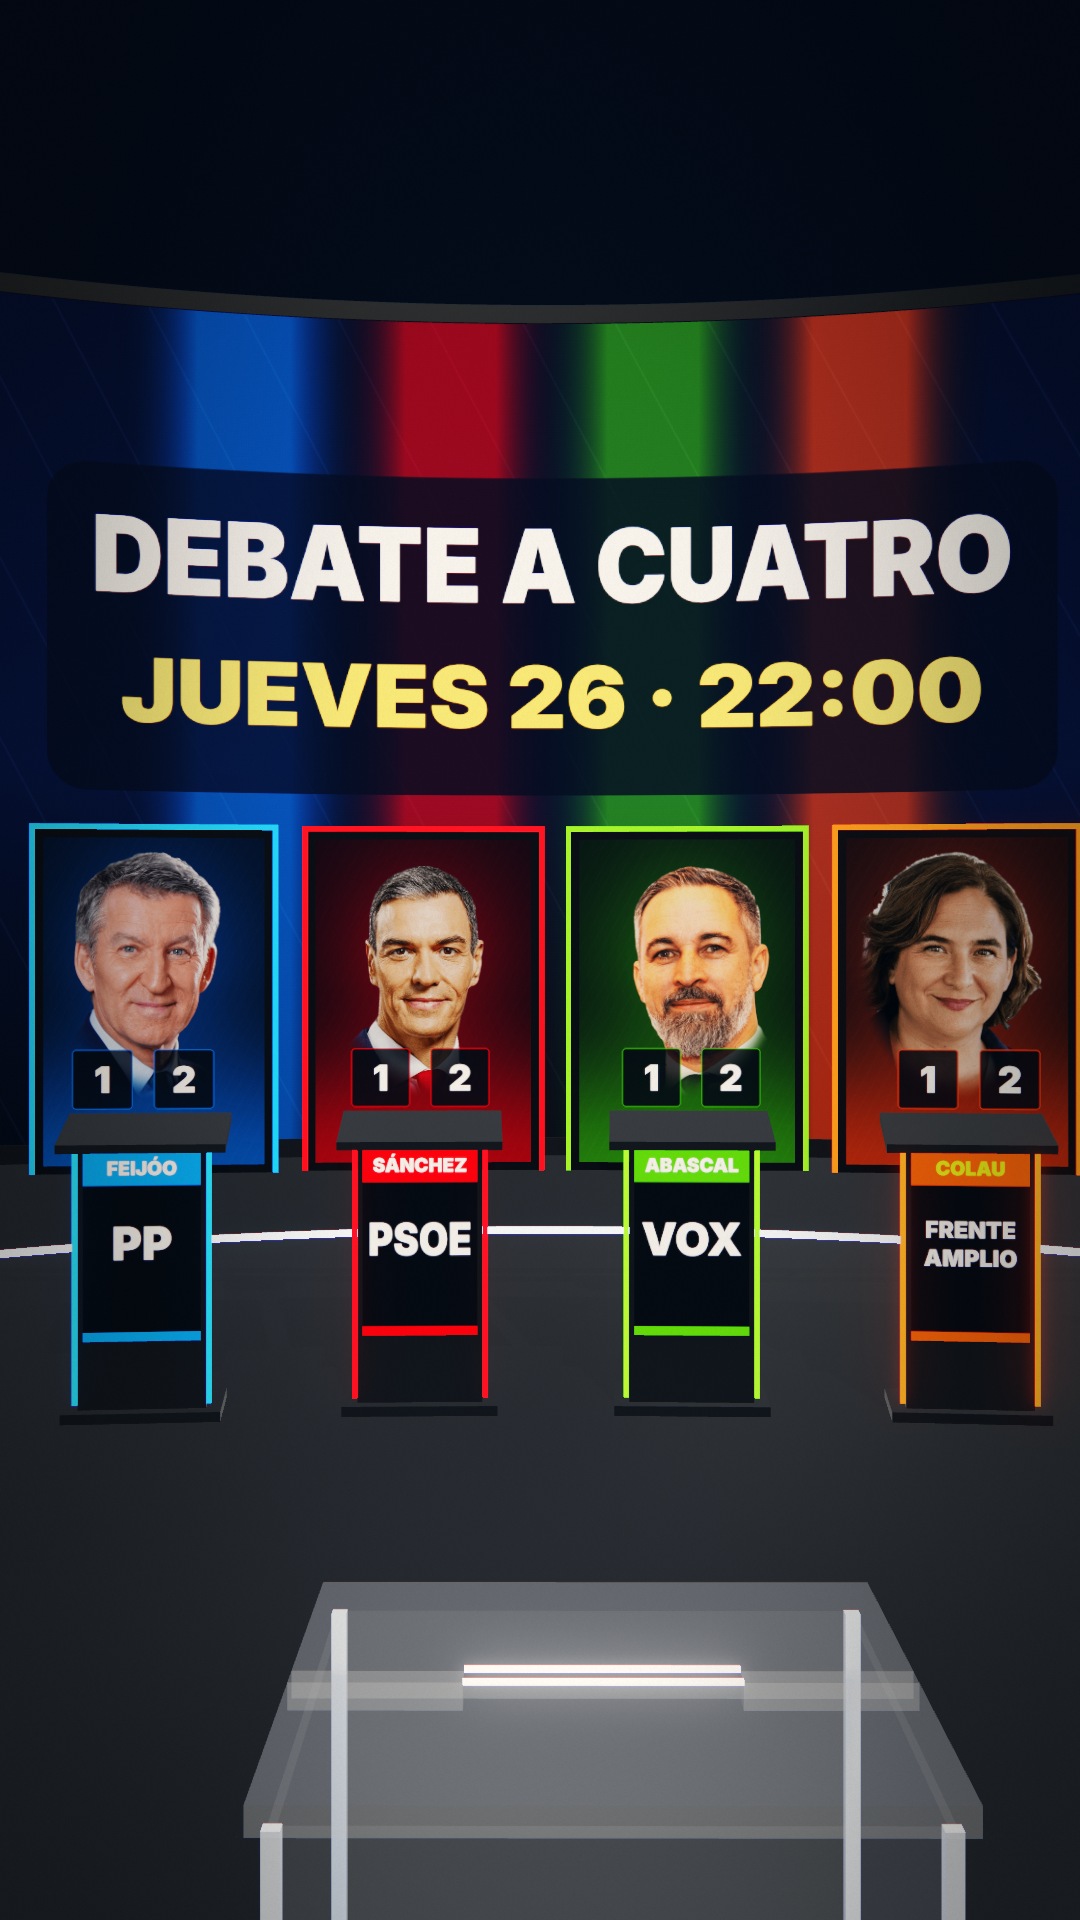 DEBATE A CUATRO
JUEVES 26 · 22:00
1 2
1 2
1 2
1 2
FEIJÓO
SÁNCHEZ
ABASCAL
COLAU
PP
PSOE
VOX
FRENTE
AMPLIO